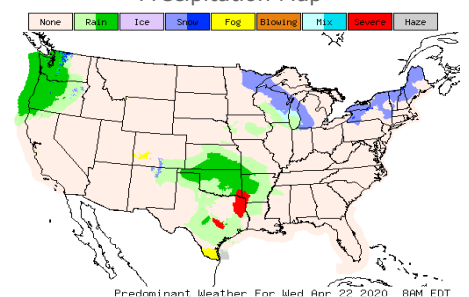 Precipitation Map
None Rain Ice Snow Fog Blowing Mix Severe Haze
Predominant Weather For Wed Apr 22 2020 8AM EDT